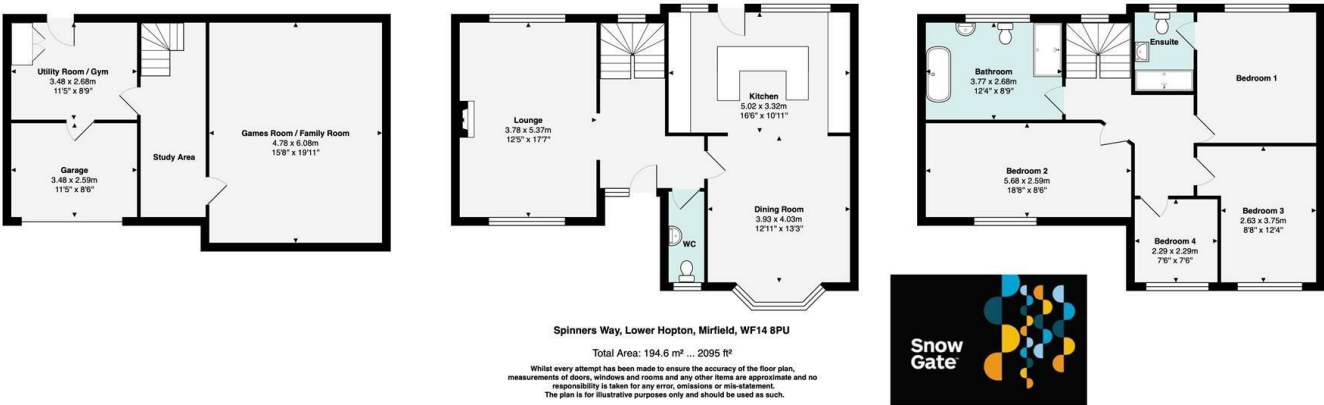 Utility Room / Gym
3.48 x 2.68m
11'5" x 8'9"
Garage
3.48 x 2.59m
11'5" x 8'6"
Study Area
Games Room / Family Room
4.78 x 6.08m
15'8" x 19'11"
Lounge
3.78 x 5.37m
12'5" x 17'7"
Kitchen
5.02 x 3.32m
16'6" x 10'11"
Dining Room
3.93 x 4.03m
12'11" x 13'3"
WC
Bathroom
3.77 x 2.68m
12'4" x 8'9"
Ensuite
Bedroom 1
Bedroom 2
5.68 x 2.59m
18'8" x 8'6"
Bedroom 3
2.63 x 3.75m
8'8" x 12'4"
Bedroom 4
2.29 x 2.29m
7'6" x 7'6"
Spinners Way, Lower Hopton, Mirfield, WF14 8PU
Total Area: 194.6 m² ... 2095 ft²
Whilst every attempt has been made to ensure the accuracy of the floor plan,
measurements of doors, windows and rooms and any other items are approximate and no
responsibility is taken for any error, omissions or mis-statement.
The plan is for illustrative purposes only and should be used as such.
Snow
Gate™